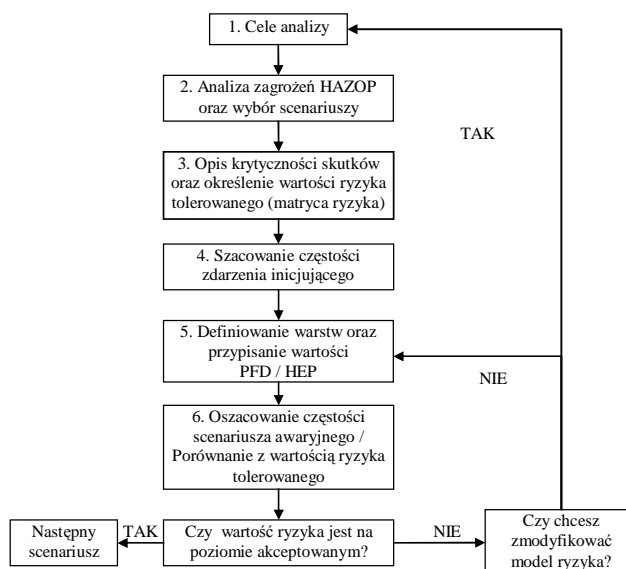 1. Cele analizy
2. Analiza zagrożeń HAZOP
oraz wybór scenariuszy
TAK
3. Opis krytyczności skutków
oraz określenie wartości ryzyka
tolerowanego (matryca ryzyka)
4. Szacowanie częstości
zdarzenia inicjującego
5. Definiowanie warstw oraz
przypisanie wartości
PFD / HEP
NIE
6. Oszacowanie częstości
scenariusza awaryjnego /
Porównanie z wartością ryzyka
tolerowanego
Następny
scenariusz
TAK
Czy wartość ryzyka jest na
poziomie akceptowanym?
NIE
Czy chcesz
zmodyfikować
model ryzyka?